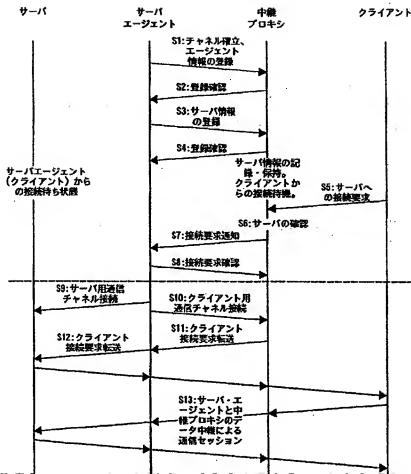 サーバ
サーバ
エージェント
中継
プロキシ
クライアント
S1:チャネル確立、
エージェント
情報の登録
S2:登録確認
S3:サーバ情報
の登録
S4:登録確認
サーバエージェント
(クライアント)から
の接続待ち状態
サーバ情報の記
録・保持。
クライアントか
らの接続待機。
S5:サーバへ
の接続要求
S6:サーバの確認
S7:接続要求通知
S8:接続要求確認
S9:サーバ用通信
チャネル接続
S10:クライアント用
通信チャネル接続
S11:クライアント
接続要求転送
S12:クライアント
接続要求転送
S13:サーバ・エ
ージェントと中
継プロキシのデ
ータ中継による
通信セッション